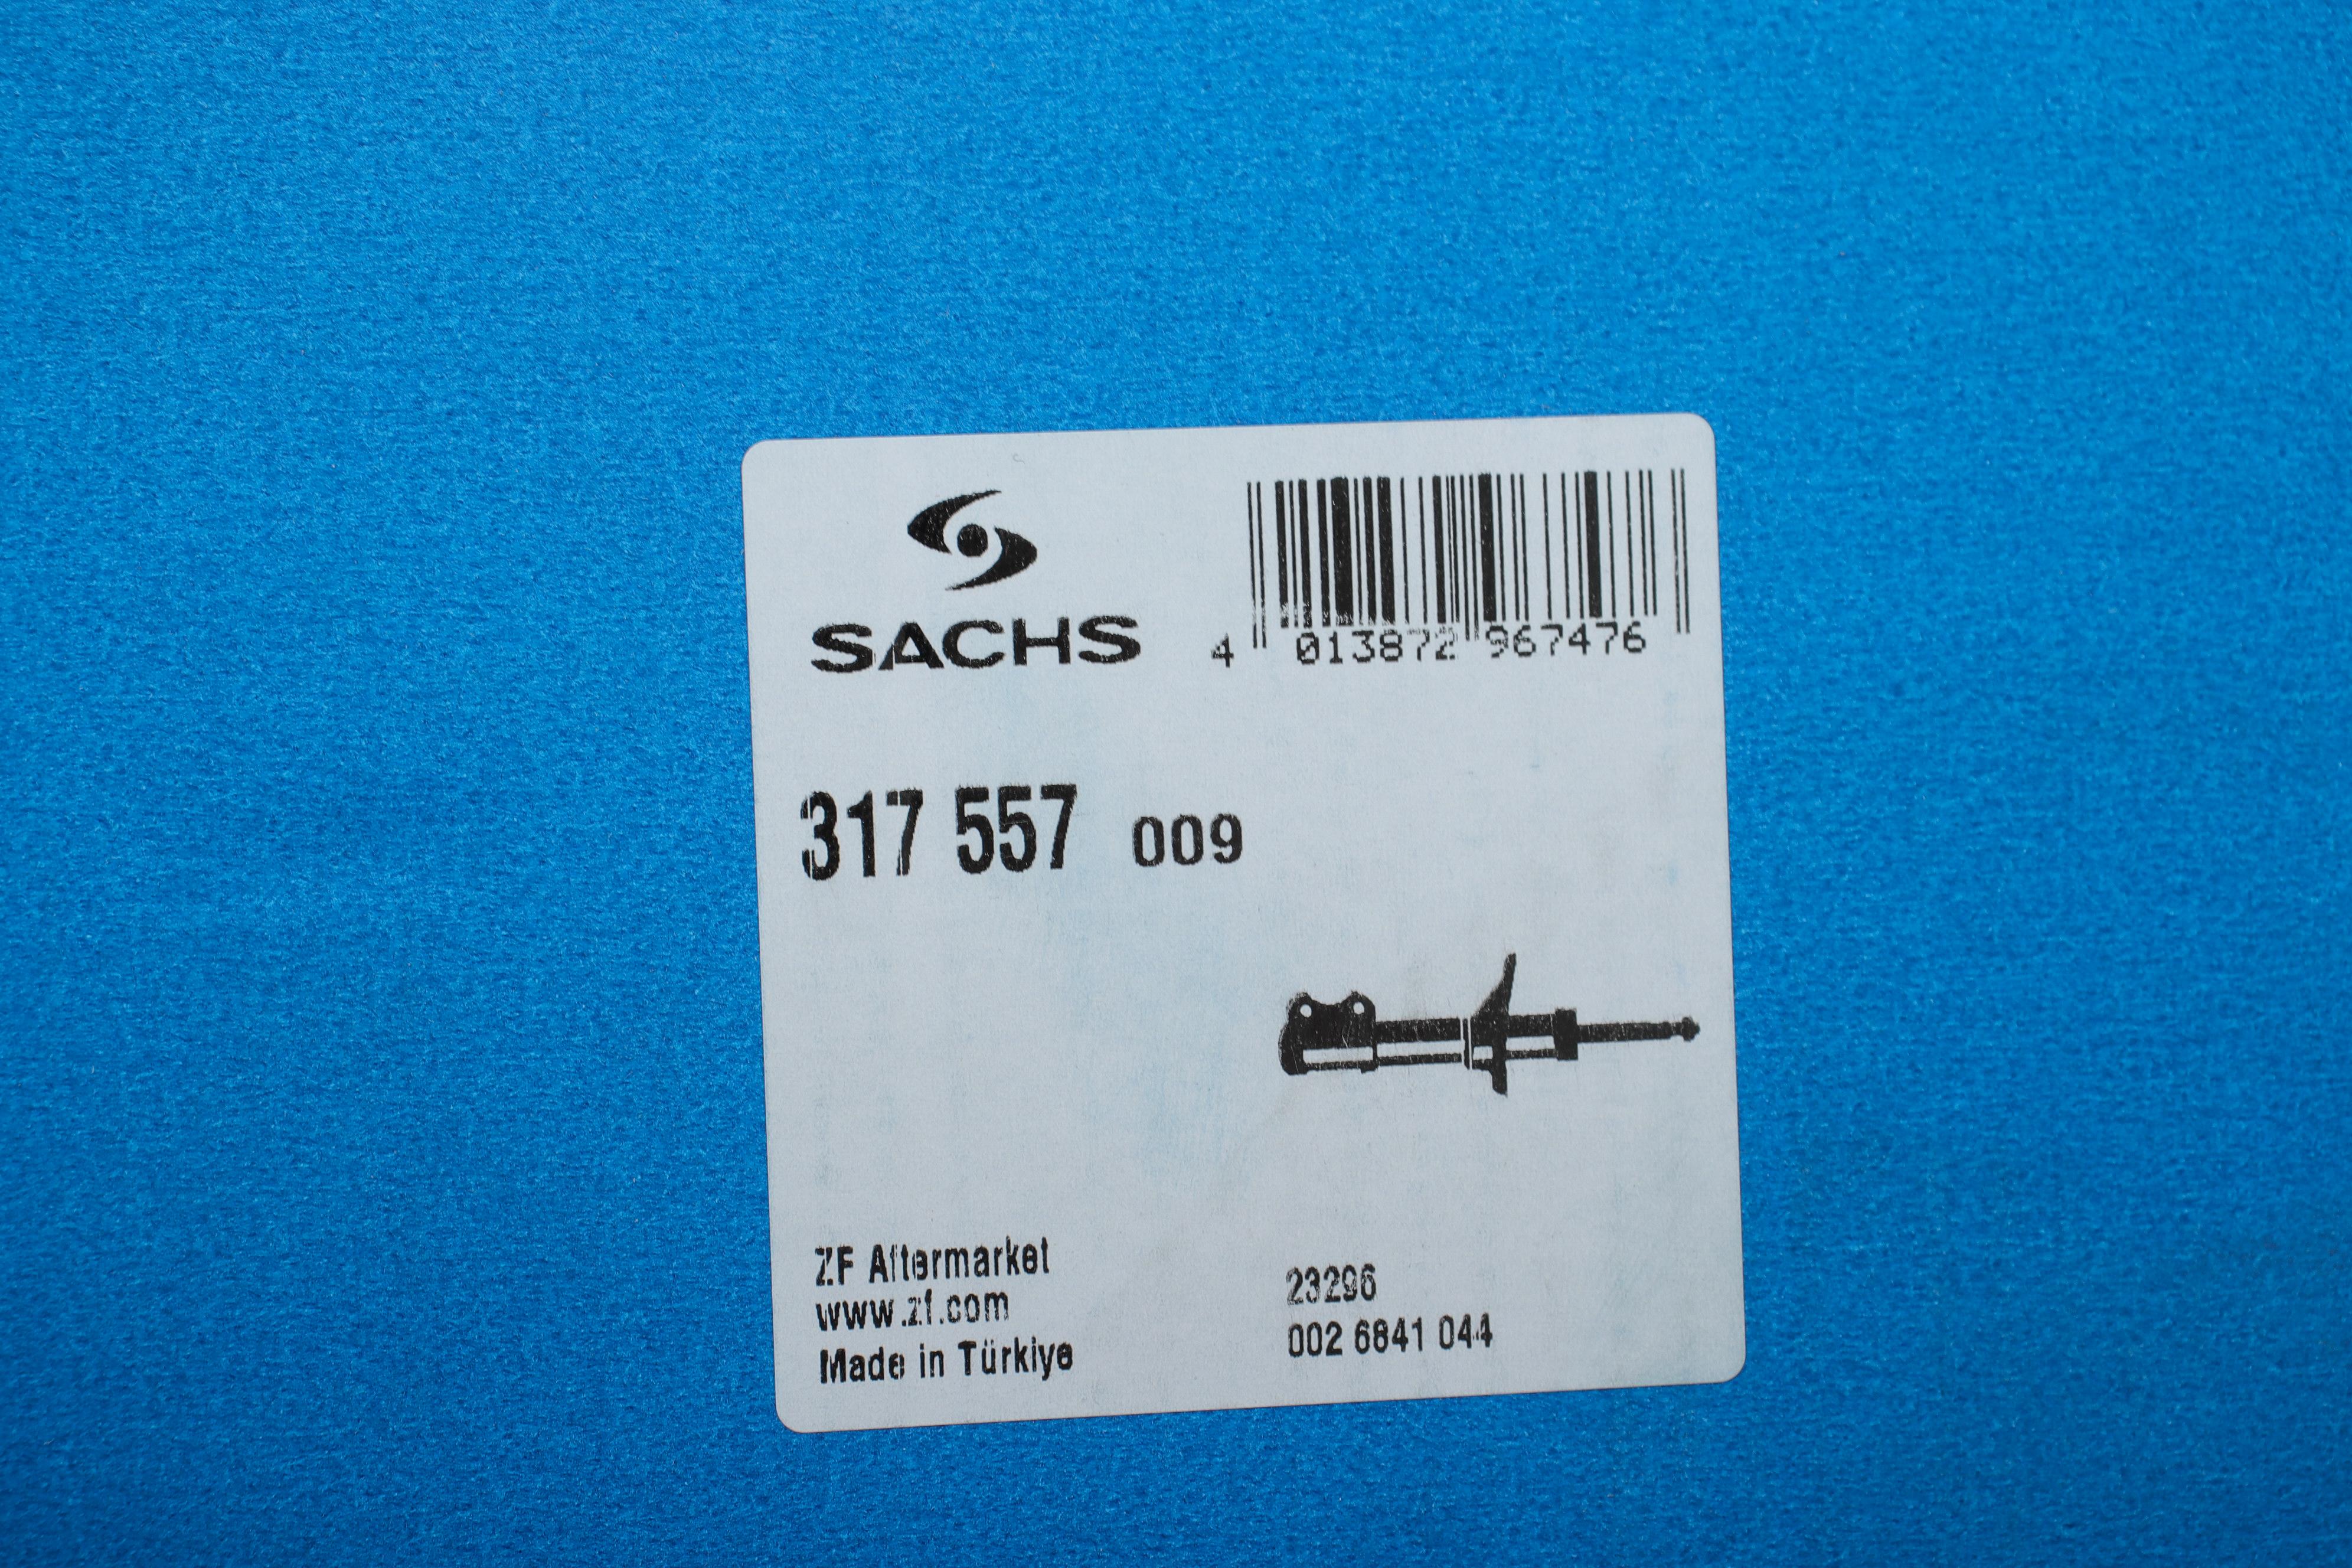 SACHS
4 013872 967476
317 557 009
ZF Aftermarket
www.zf.com
Made in Türkiye
23296
002 6841 044